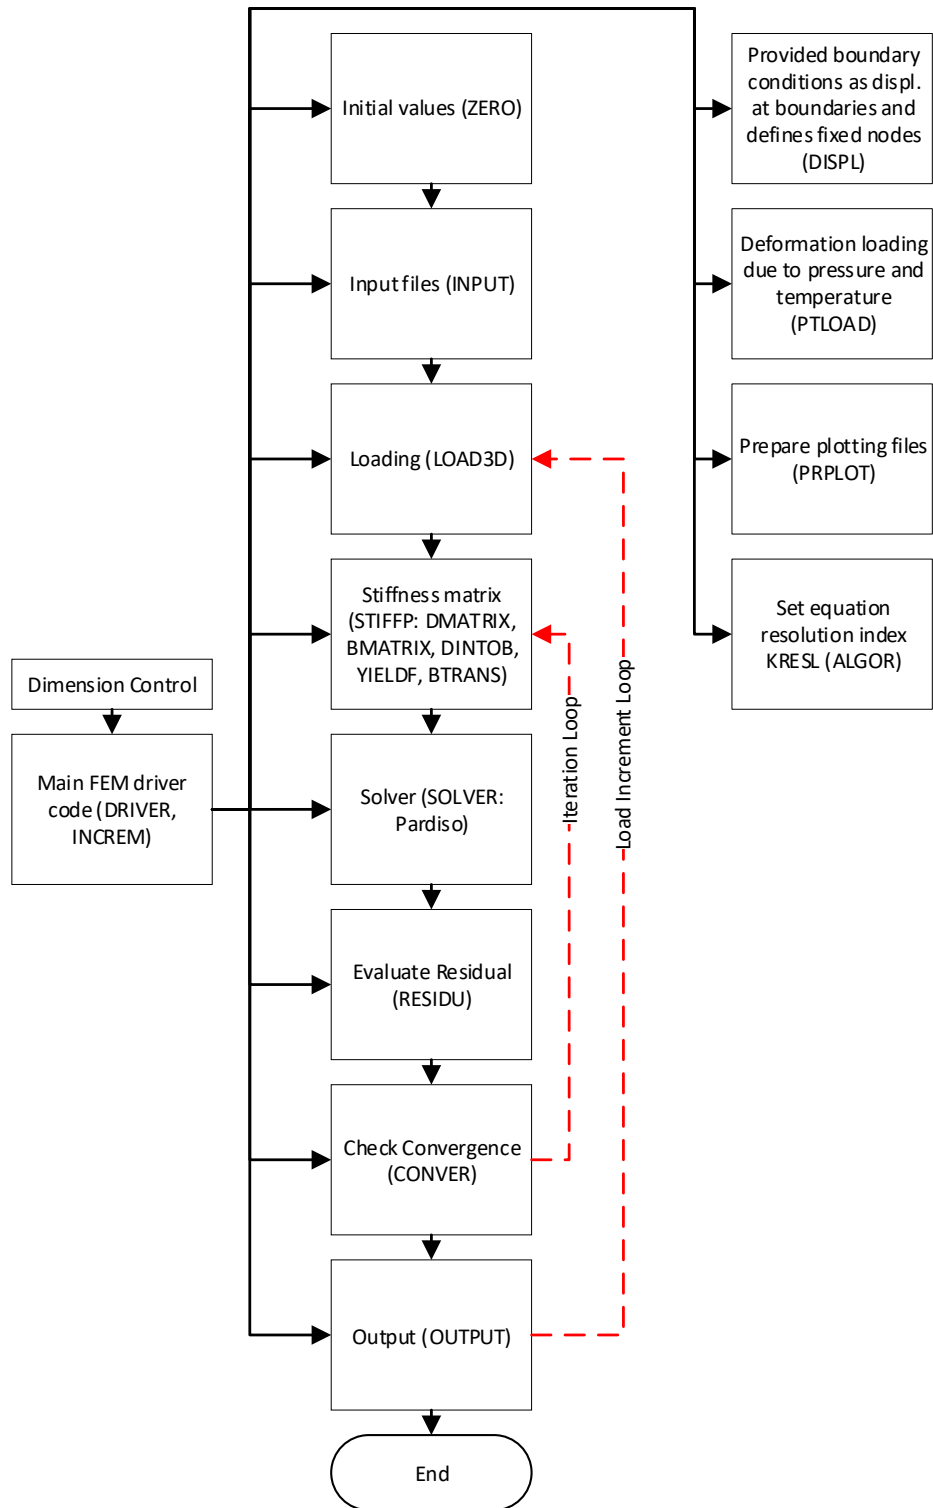 Initial values (ZERO)
Input files (INPUT)
Loading (LOAD3D)
Stiffness matrix
(STIFFP: DMATRIX,
BMATRIX, DINTOB,
YIELDF, BTRANS)
Dimension Control
Main FEM driver
code (DRIVER,
INCREM)
Solver (SOLVER:
Pardiso)
Evaluate Residual
(RESIDU)
Check Convergence
(CONVER)
Output (OUTPUT)
End
Iteration Loop
Load Increment Loop
Provided boundary
conditions as displ.
at boundaries and
defines fixed nodes
(DISPL)
Deformation loading
due to pressure and
temperature
(PTLOAD)
Prepare plotting files
(PRPLOT)
Set equation
resolution index
KRESL (ALGOR)